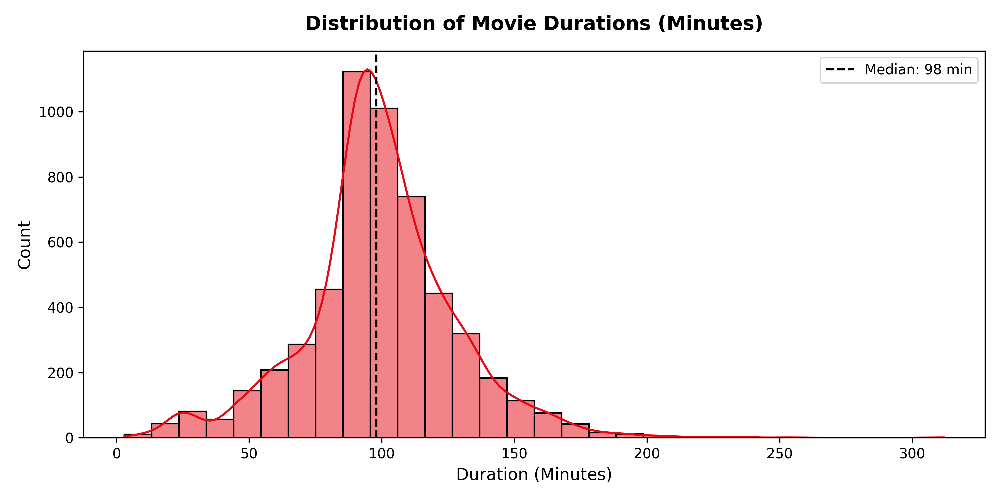 Distribution of Movie Durations (Minutes)
Median: 98 min
Count
1000
800
600
400
200
0
0 50 100 150 200 250 300
Duration (Minutes)